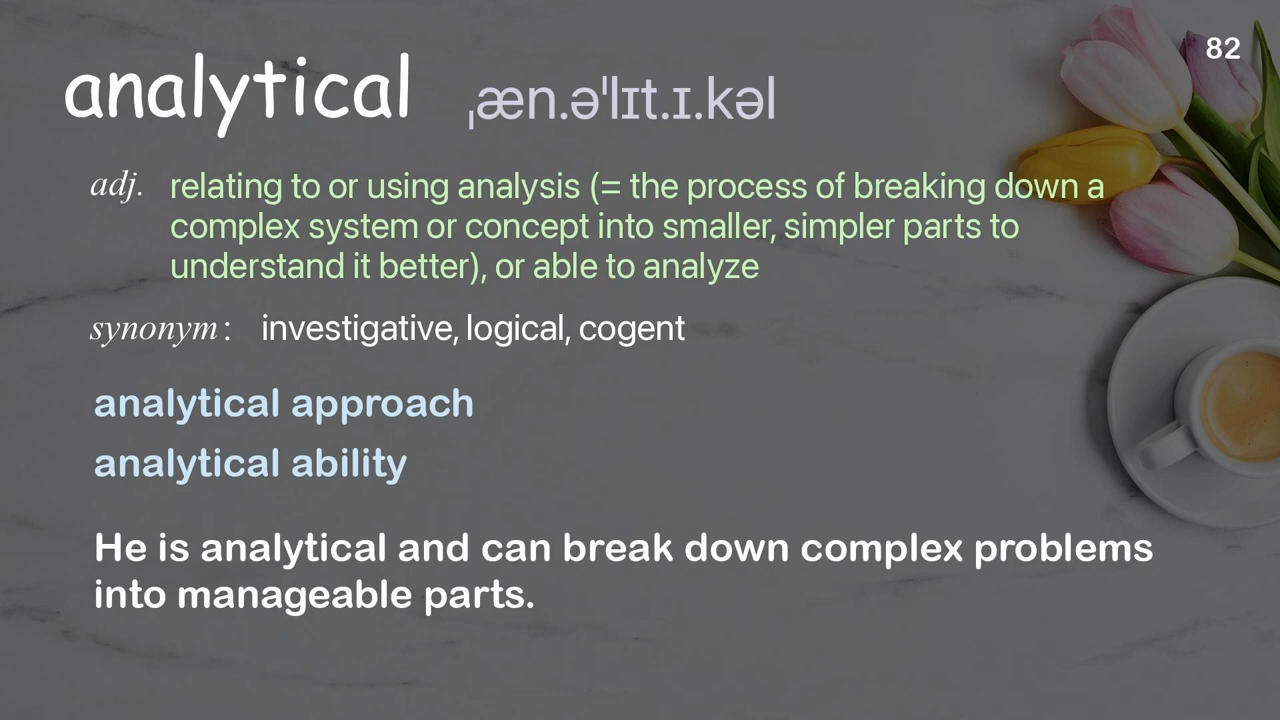 82
analytical ˌæn.əˈlɪt.ɪ.kəl
adj. relating to or using analysis (= the process of breaking down a
complex system or concept into smaller, simpler parts to
understand it better), or able to analyze
synonym: investigative, logical, cogent
analytical approach
analytical ability
He is analytical and can break down complex problems
into manageable parts.